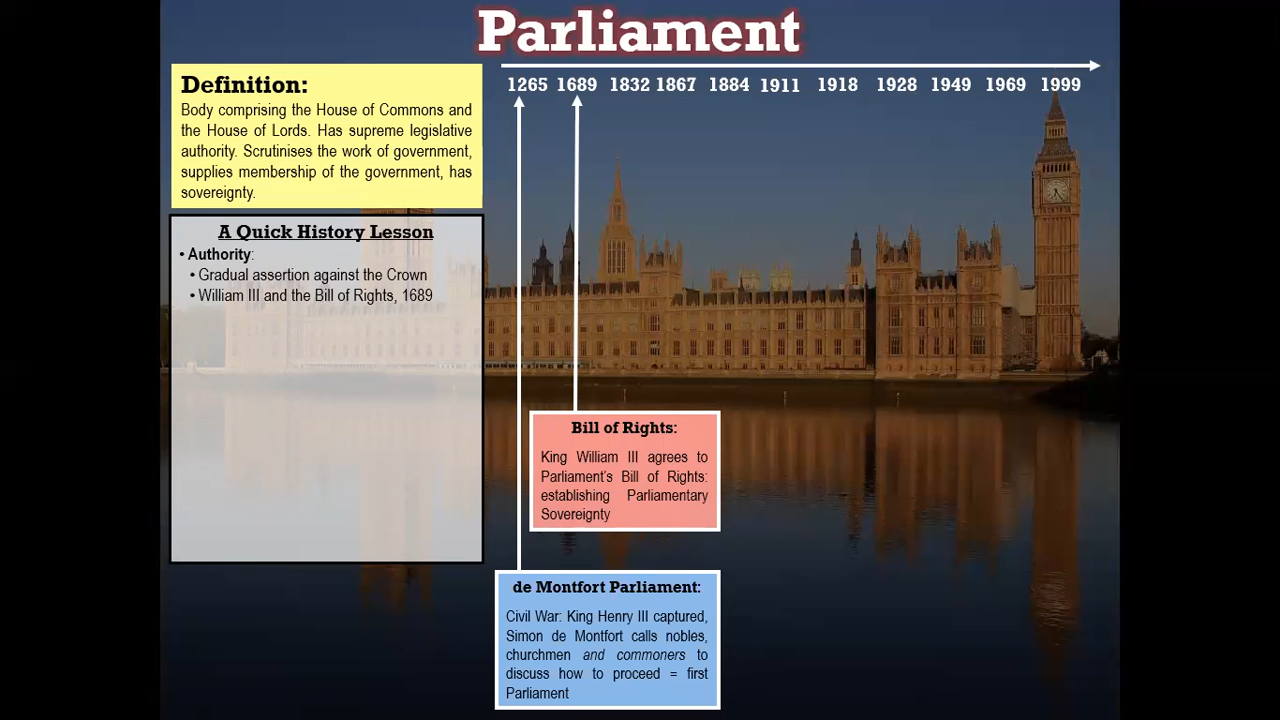 Parliament
Definition:
Body comprising the House of Commons and
the House of Lords. Has supreme legislative
authority. Scrutinises the work of government,
supplies membership of the government, has
sovereignty.
A Quick History Lesson
• Authority:
• Gradual assertion against the Crown
• William III and the Bill of Rights, 1689
1265 1689 1832 1867 1884 1911 1918 1928 1949 1969 1999
Bill of Rights:
King William III agrees to
Parliament's Bill of Rights:
establishing Parliamentary
Sovereignty
de Montfort Parliament:
Civil War: King Henry III captured,
Simon de Montfort calls nobles,
churchmen and commoners to
discuss how to proceed = first
Parliament